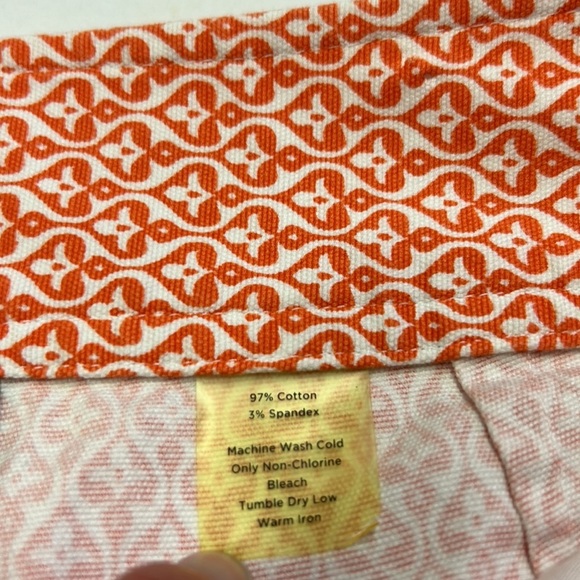 97% Cotton
3% Spandex
Machine Wash Cold
Only Non-Chlorine
Bleach
Tumble Dry Low
Warm Iron